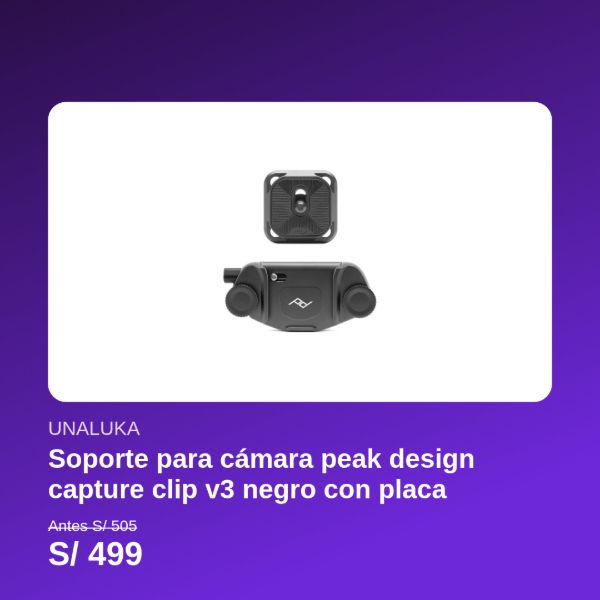 UNALUKA
Soporte para cámara peak design
capture clip v3 negro con placa
Antes S/ 505
S/ 499